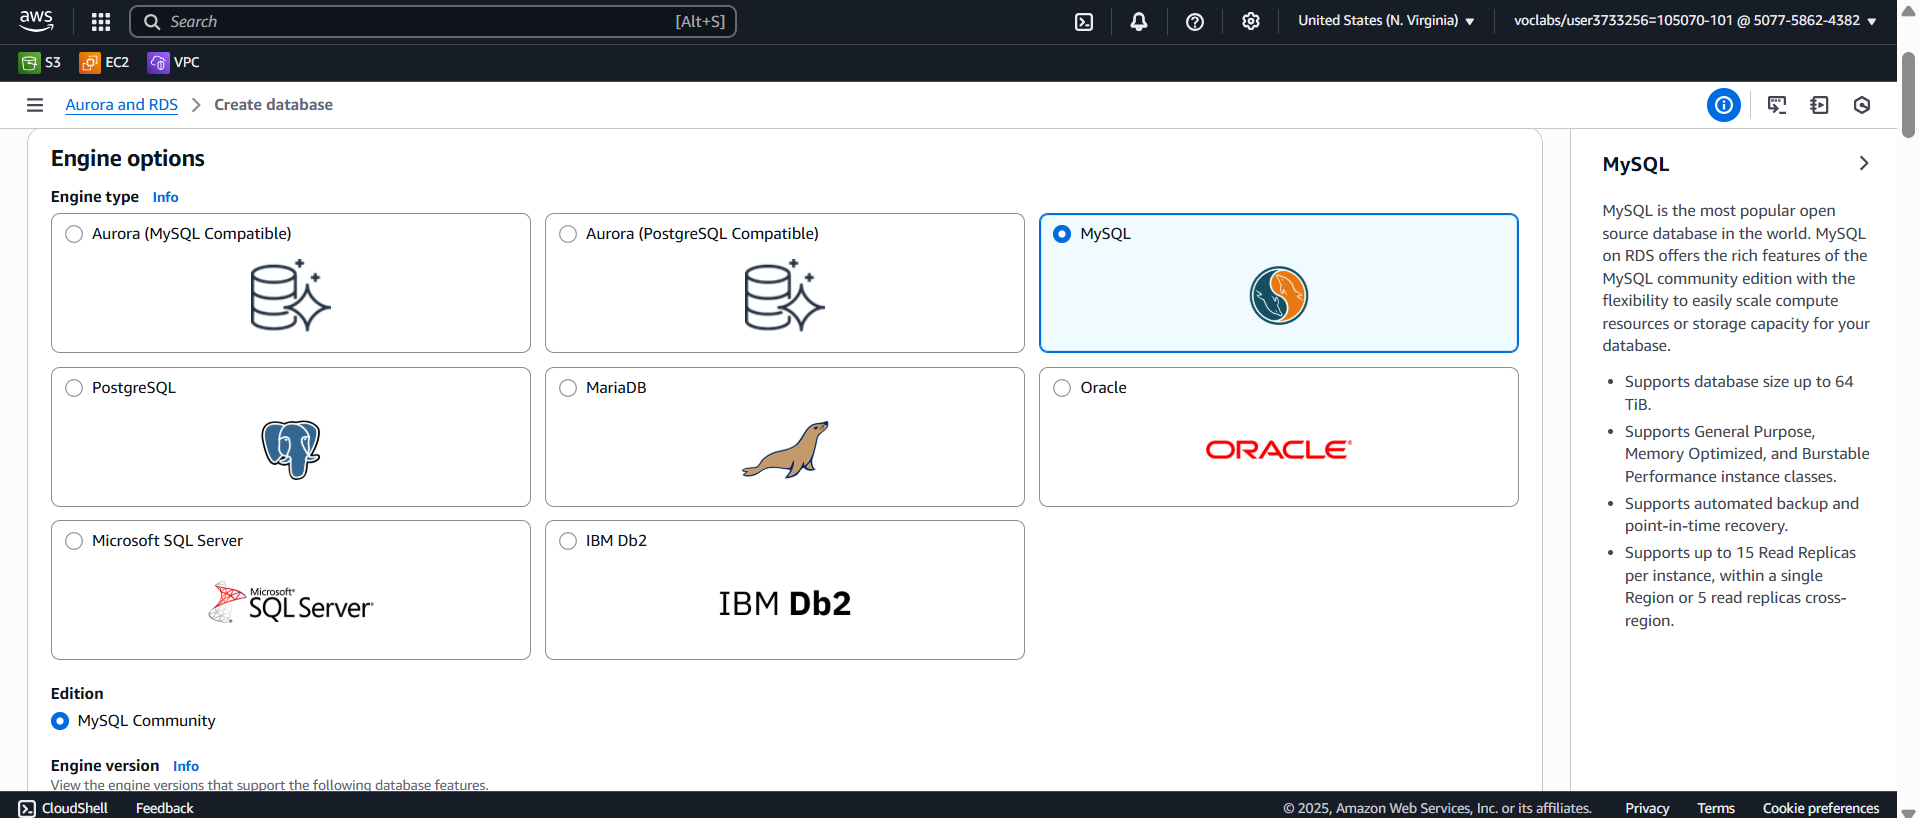 aws
Search [Alt+S]
United States (N. Virginia)
voclabs/user3733256=105070-101 @ 5077-5862-4382
S3 EC2 VPC
Aurora and RDS Create database
Engine options
Engine type Info
Aurora (MySQL Compatible)
Aurora (PostgreSQL Compatible)
MySQL
PostgreSQL
MariaDB
Oracle
ORACLE®
Microsoft SQL Server
Microsoft®
SQL Server®
IBM Db2
IBM Db2
Edition
MySQL Community
Engine version Info
View the engine versions that support the following database features.
MySQL
MySQL is the most popular open
source database in the world. MySQL
on RDS offers the rich features of the
MySQL community edition with the
flexibility to easily scale compute
resources or storage capacity for your
database.
• Supports database size up to 64
TiB.
• Supports General Purpose,
Memory Optimized, and Burstable
Performance instance classes.
• Supports automated backup and
point-in-time recovery.
• Supports up to 15 Read Replicas
per instance, within a single
Region or 5 read replicas cross-
region.
CloudShell Feedback
© 2025, Amazon Web Services, Inc. or its affiliates. Privacy Terms Cookie preferences